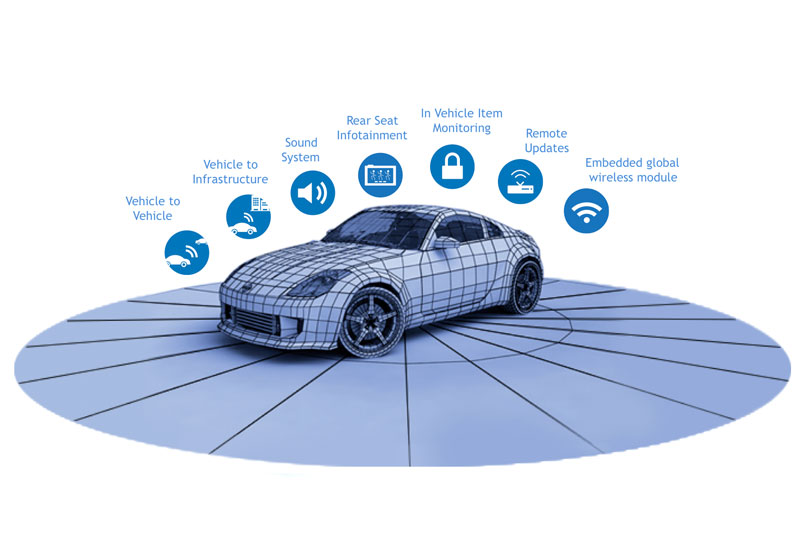 Vehicle to
Vehicle
Vehicle to
Infrastructure
Sound
System
Rear Seat
Infotainment
In Vehicle Item
Monitoring
Remote
Updates
Embedded global
wireless module